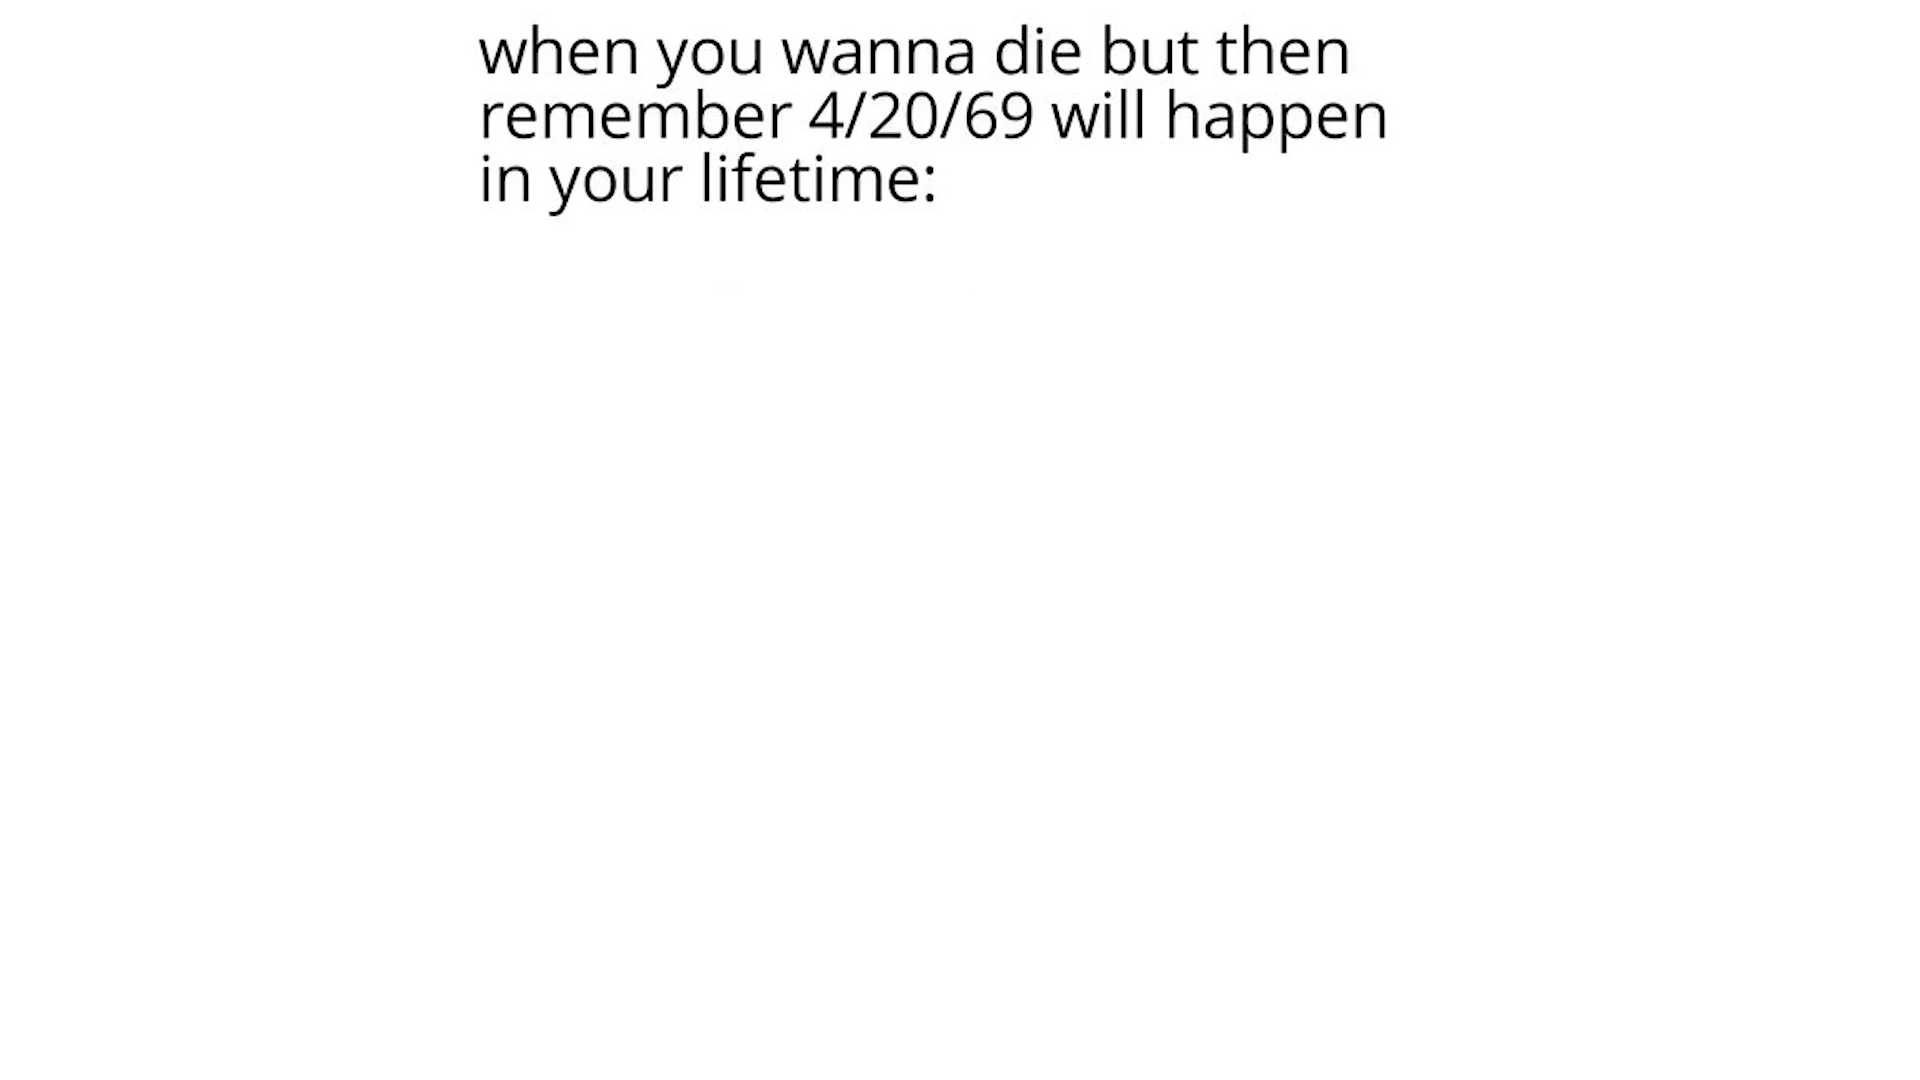 when you wanna die but then
remember 4/20/69 will happen
in your lifetime: